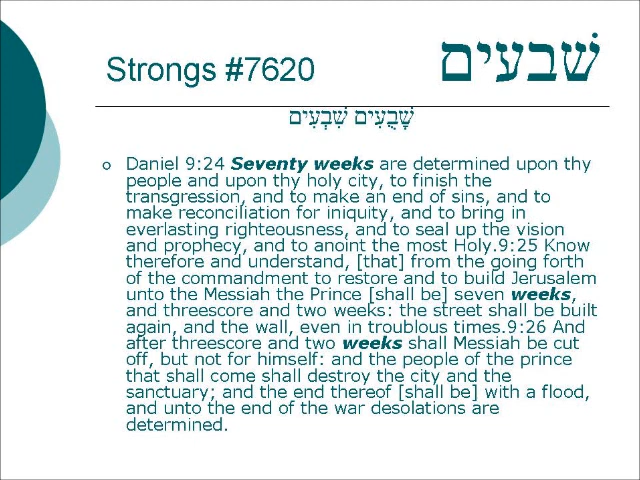 Strongs #7620 שׁבעים
שָׁבֻעִים שִׁבְעִים
Daniel 9:24 Seventy weeks are determined upon thy
people and upon thy holy city, to finish the
transgression, and to make an end of sins, and to
make reconciliation for iniquity, and to bring in
everlasting righteousness, and to seal up the vision
and prophecy, and to anoint the most Holy.9:25 Know
therefore and understand, [that] from the going forth
of the commandment to restore and to build Jerusalem
unto the Messiah the Prince [shall be] seven weeks,
and threescore and two weeks: the street shall be built
again, and the wall, even in troublous times.9:26 And
after threescore and two weeks shall Messiah be cut
off, but not for himself: and the people of the prince
that shall come shall destroy the city and the
sanctuary; and the end thereof [shall be] with a flood,
and unto the end of the war desolations are
determined.